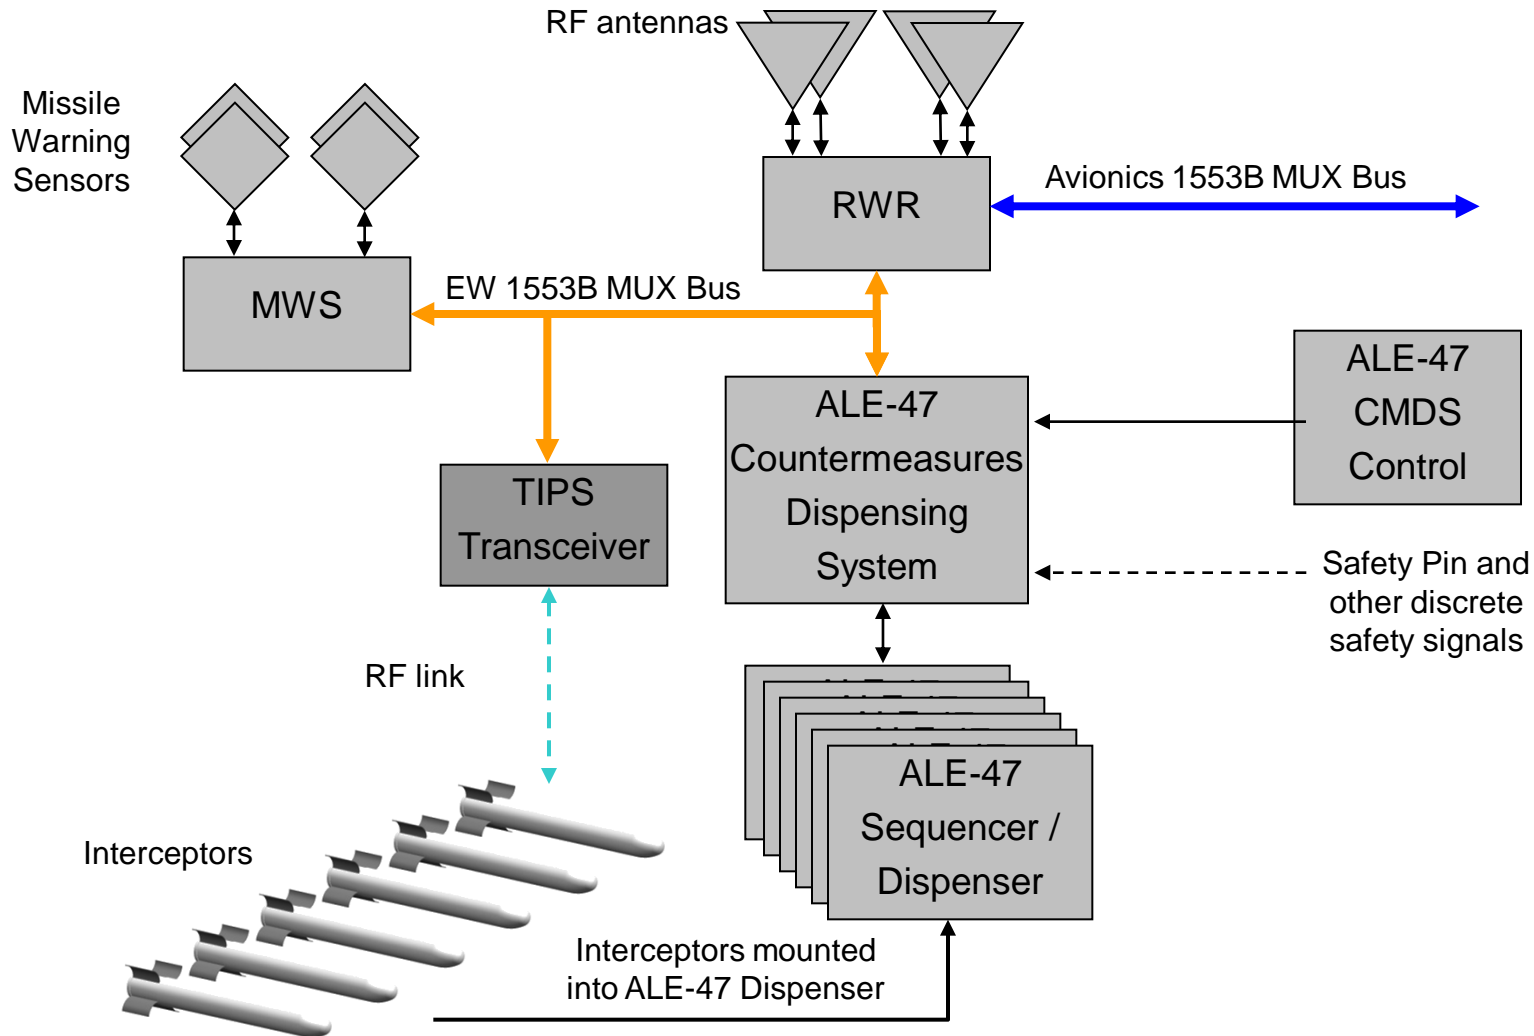 RF antennas
Missile
Warning
Sensors
Avionics 1553B MUX Bus
RWR
EW 1553B MUX Bus
MWS
ALE-47
CMDS
Control
ALE-47
Countermeasures
Dispensing
System
TIPS
Transceiver
Safety Pin and
other discrete
safety signals
RF link
ALE-47
Sequencer /
Dispenser
Interceptors
Interceptors mounted
into ALE-47 Dispenser